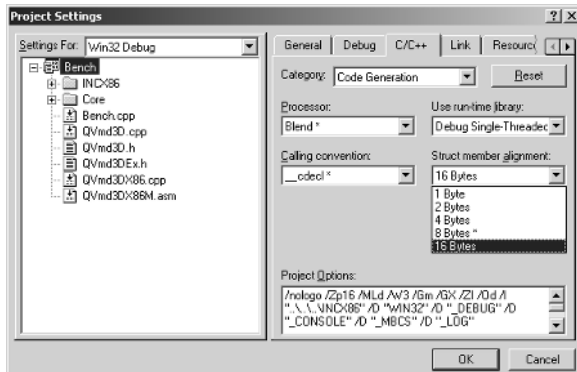 Project Settings
Settings For: Win32 Debug
Bench
INCX86
Core
Bench.cpp
QVmd3D.cpp
QVmd3D.h
QVmd3DEx.h
QVmd3DX86.cpp
QVmd3DX86M.asm
General Debug C/C++ Link Resourc
Category: Code Generation Reset
Processor: Use run-time library:
Blend * Debug Single-Threadec
Calling convention: Struct member alignment:
__cdecl * 16 Bytes
1 Byte
2 Bytes
4 Bytes
8 Bytes *
16 Bytes
Project Options:
/nologo /Zp16 /MLd /W3 /Gm /GX /ZI /Od /I
"..\..\..\INCX86" /D "WIN32" /D "_DEBUG" /D
"_CONSOLE" /D "_MBCS" /D "_LOG"
OK Cancel